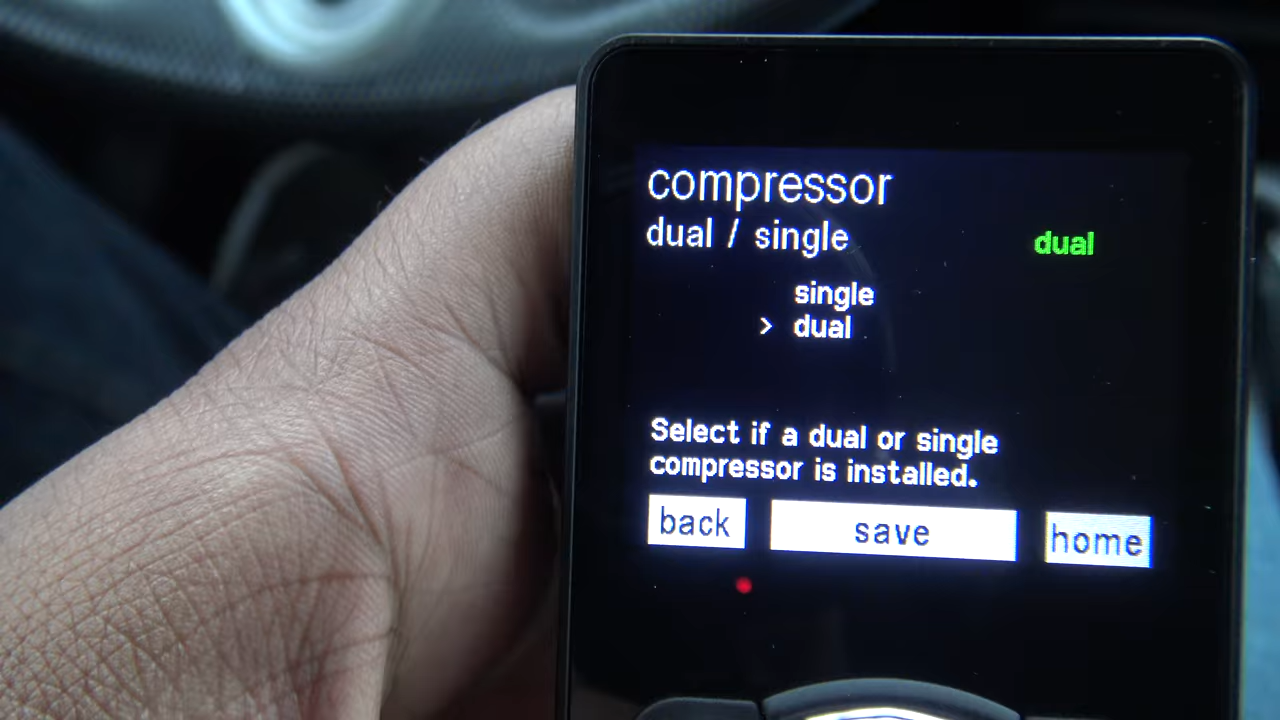 compressor
dual / single dual
single
> dual
Select if a dual or single
compressor is installed.
back save home